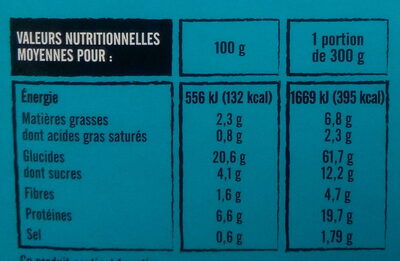 VALEURS NUTRITIONNELLES
MOYENNES POUR :
100 g
1 portion
de 300 g
Énergie 556 kJ (132 kcal) 1669 kJ (395 kcal)
Matières grasses 2,3 g 6,8 g
dont acides gras saturés 0,8 g 2,3 g
Glucides 20,6 g 61,7 g
dont sucres 4,1 g 12,2 g
Fibres 1,6 g 4,7 g
Protéines 6,6 g 19,7 g
Sel 0,6 g 1,79 g